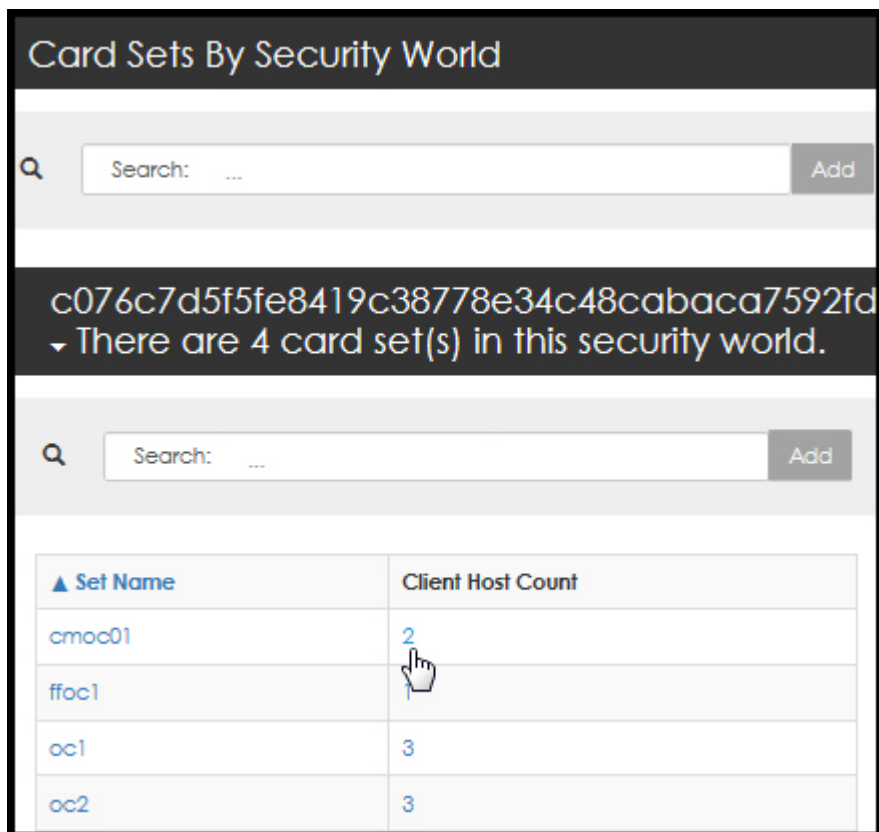 Card Sets By Security World
Search: ...
Add
c076c7d5f5fe8419c38778e34c48cabaca7592fd
There are 4 card set(s) in this security world.
Search: ...
Add
▲ Set Name Client Host Count
cmoc01 2
ffoc1 1
oc1 3
oc2 3